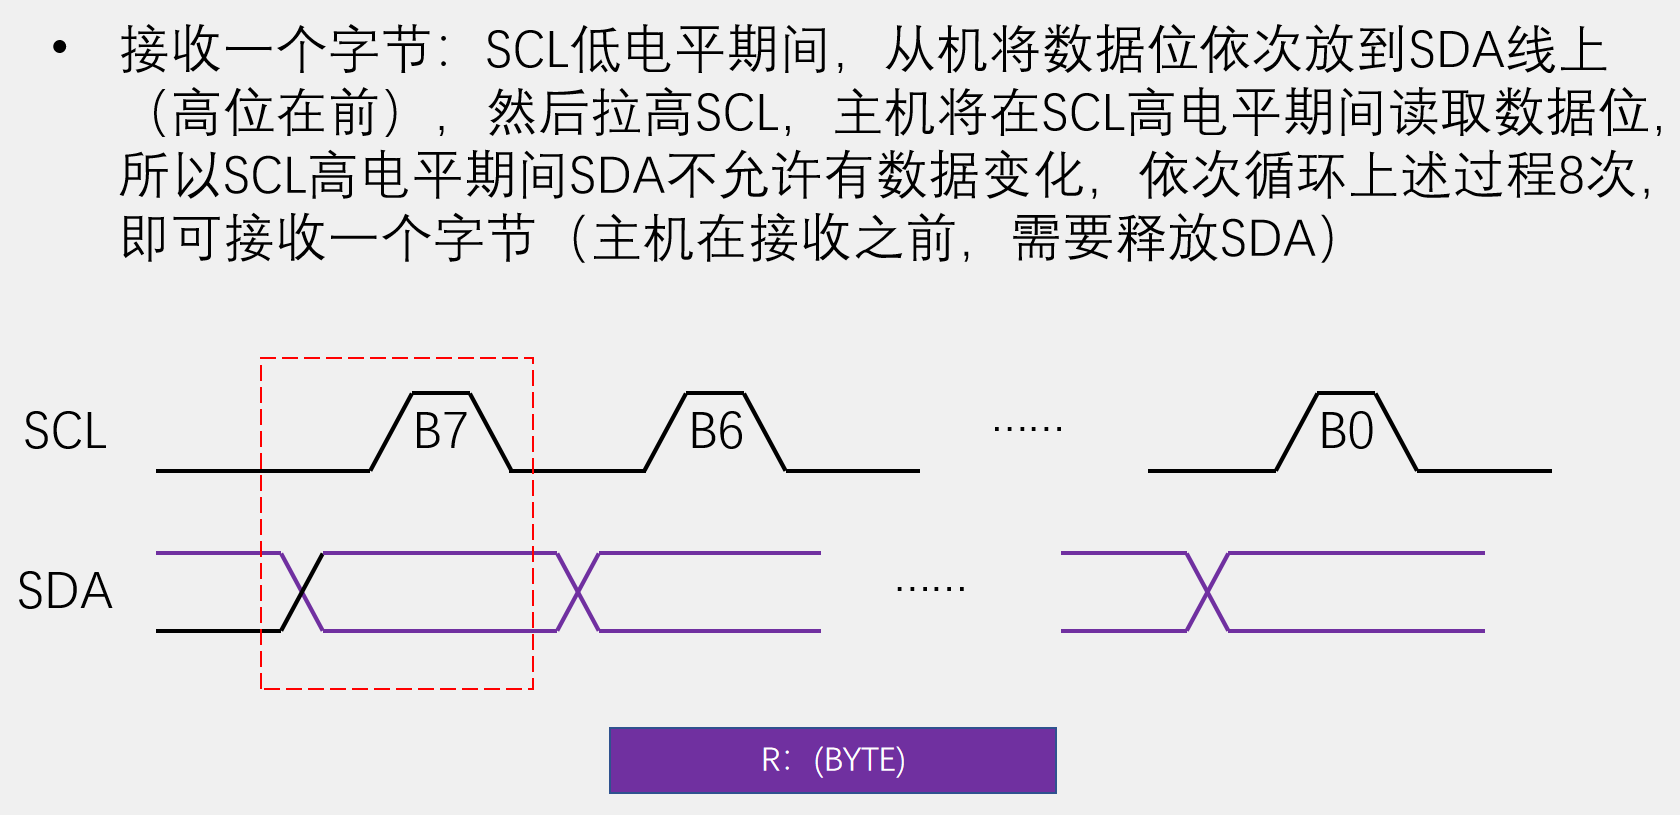 • 接收一个字节：SCL低电平期间，从机将数据位依次放到SDA线上
（高位在前），然后拉高SCL，主机将在SCL高电平期间读取数据位，
所以SCL高电平期间SDA不允许有数据变化，依次循环上述过程8次，
即可接收一个字节（主机在接收之前，需要释放SDA）
SCL B7 B6 …… B0
SDA ……
R：(BYTE)